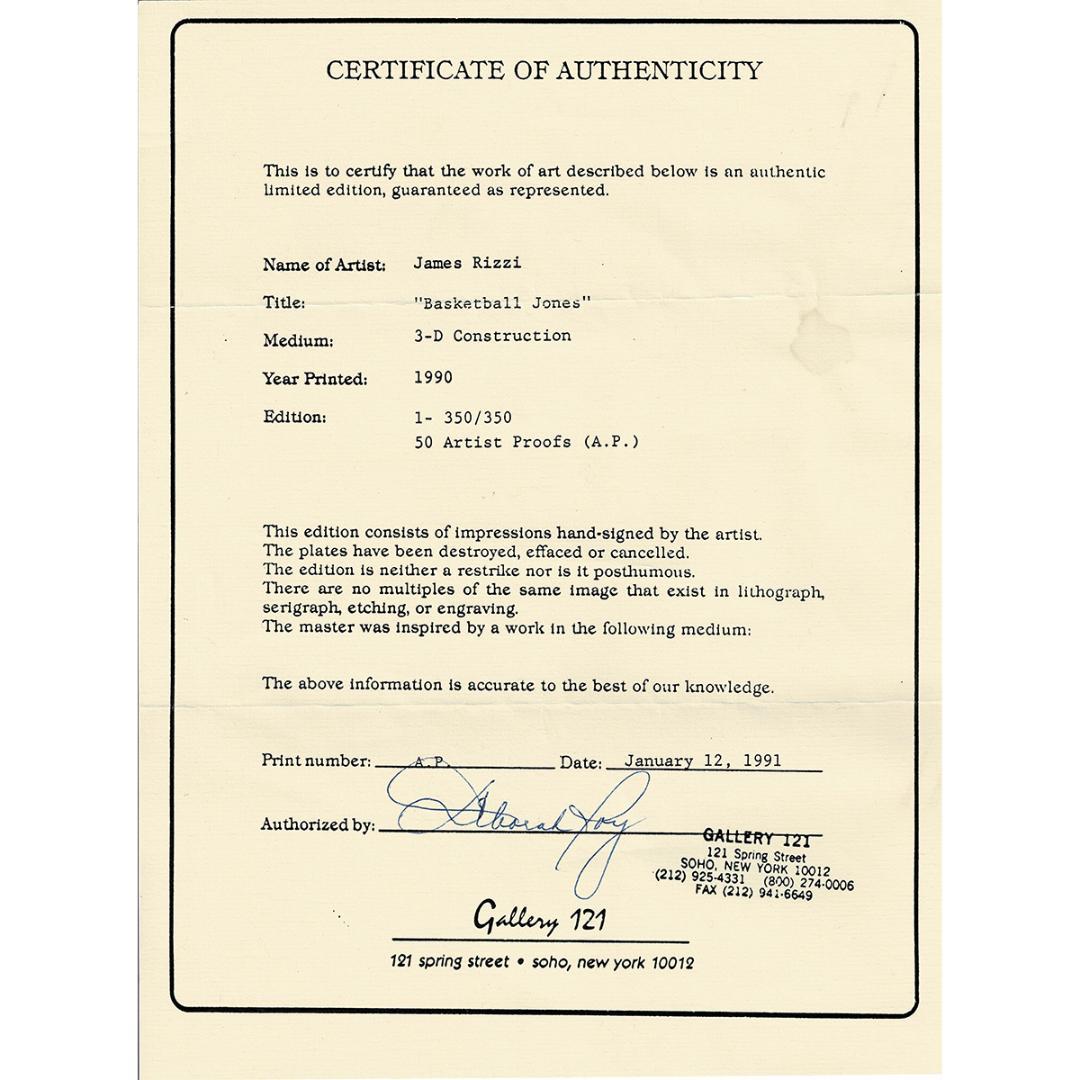 CERTIFICATE OF AUTHENTICITY
This is to certify that the work of art described below is an authentic
limited edition, guaranteed as represented.
Name of Artist: James Rizzi
Title: "Basketball Jones"
Medium: 3-D Construction
Year Printed: 1990
Edition: 1- 350/350
50 Artist Proofs (A.P.)
This edition consists of impressions hand-signed by the artist.
The plates have been destroyed, effaced or cancelled.
The edition is neither a restrike nor is it posthumous.
There are no multiples of the same image that exist in lithograph,
serigraph, etching, or engraving.
The master was inspired by a work in the following medium:
The above information is accurate to the best of our knowledge.
Print number: A.P. Date: January 12, 1991
Authorized by: Deborah
GALLERY 121
121 Spring Street
SOHO, NEW YORK 10012
(212) 925-4331 (800) 274-0006
FAX (212) 941-6649
Gallery 121
121 spring street • soho, new york 10012